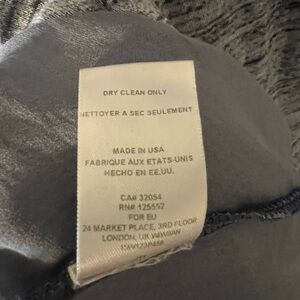 DRY CLEAN ONLY
NETTOYER A SEC SEULEMENT
MADE IN USA
FABRIQUE AUX ETATS-UNIS
HECHO EN EE.UU.
CA# 32054
RN# 125552
FOR EU
24 MARKET PLACE, 3RD FLOOR
LONDON, UK